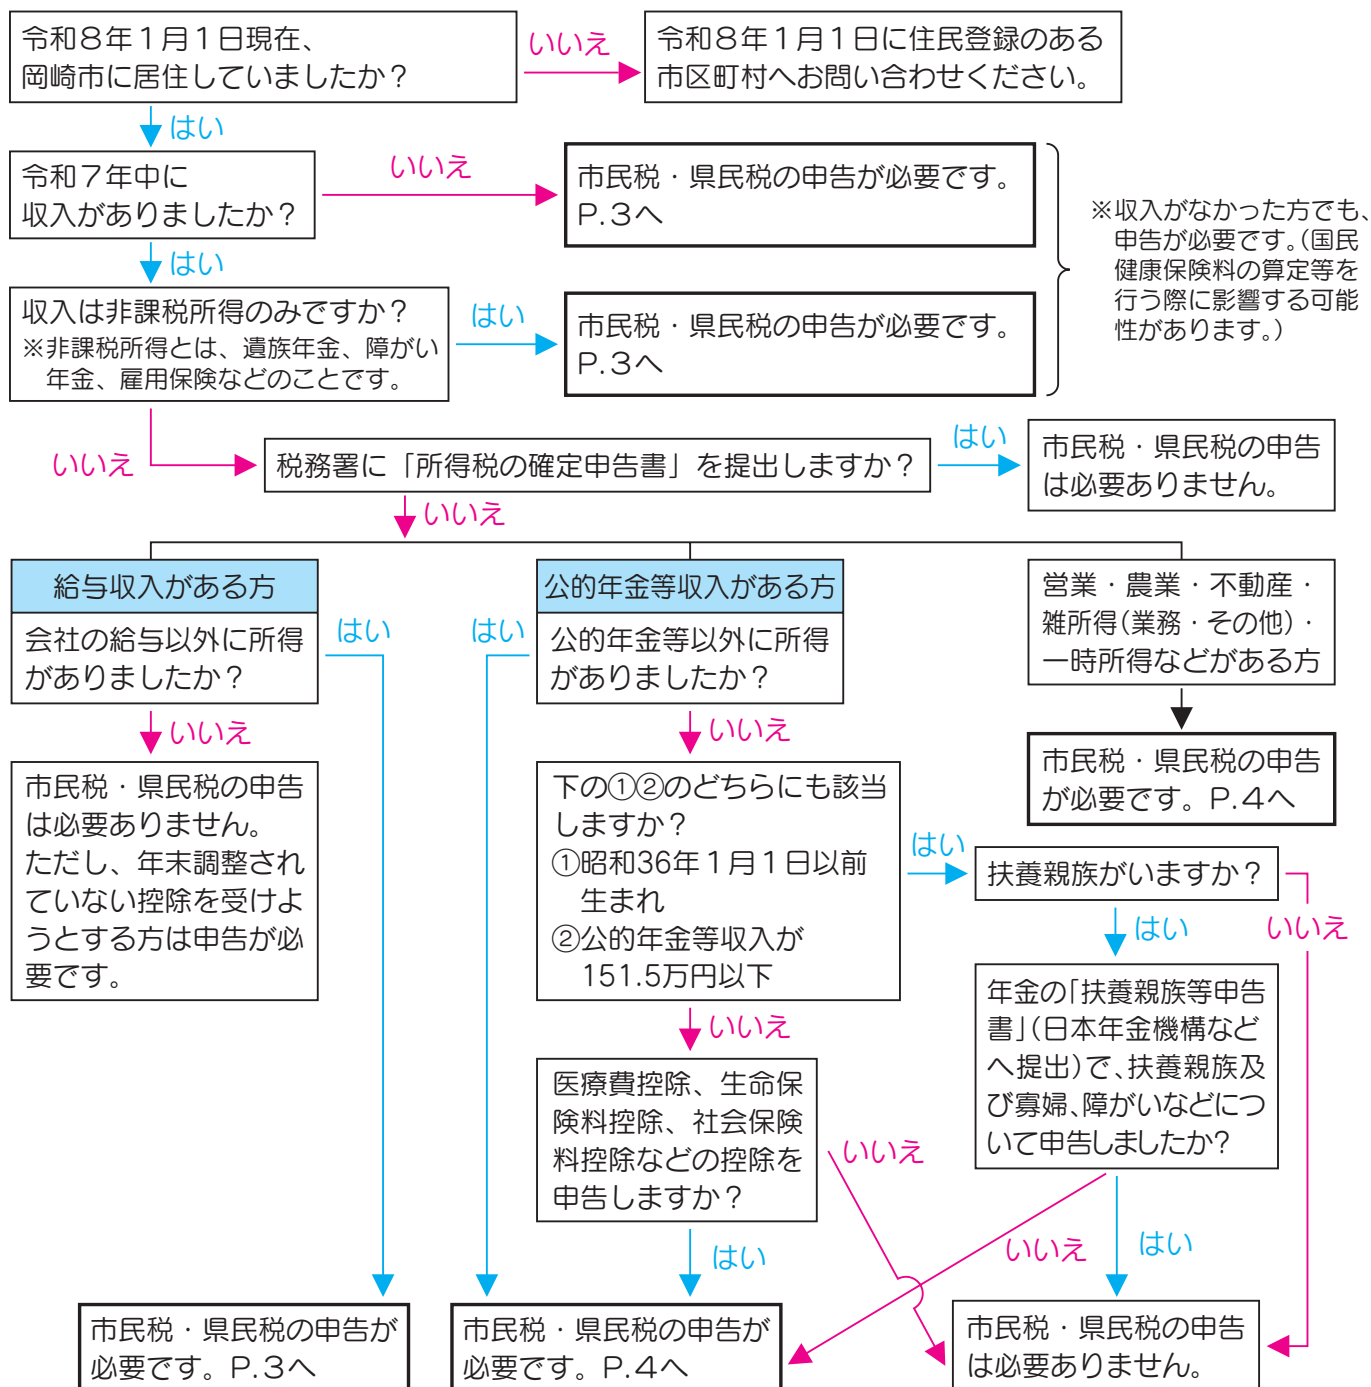 令和８年１月１日現在、
岡崎市に居住していましたか？
いいえ
令和８年１月１日に住民登録のある
市区町村へお問い合わせください。
はい
令和７年中に
収入がありましたか？
いいえ
市民税・県民税の申告が必要です。
P.３へ
※収入がなかった方でも、
申告が必要です。（国民
健康保険料の算定等を
行う際に影響する可能
性があります。）
はい
収入は非課税所得のみですか？
※非課税所得とは、遺族年金、障がい
年金、雇用保険などのことです。
はい
市民税・県民税の申告が必要です。
P.３へ
いいえ
税務署に「所得税の確定申告書」を提出しますか？
はい
市民税・県民税の申告
は必要ありません。
いいえ
給与収入がある方
会社の給与以外に所得
がありましたか？
はい
いいえ
市民税・県民税の申告
は必要ありません。
ただし、年末調整され
ていない控除を受けよ
うとする方は申告が必
要です。
公的年金等収入がある方
公的年金等以外に所得
がありましたか？
はい
いいえ
下の①②のどちらにも該当
しますか？
①昭和36年１月１日以前
生まれ
②公的年金等収入が
151.5万円以下
はい
いいえ
医療費控除、生命保
険料控除、社会保険
料控除などの控除を
申告しますか？
いいえ
はい
営業・農業・不動産・
雑所得（業務・その他）・
一時所得などがある方
市民税・県民税の申告
が必要です。P.４へ
扶養親族がいますか？
はい
いいえ
年金の「扶養親族等申告
書」（日本年金機構など
へ提出）で、扶養親族及
び寡婦、障がいなどにつ
いて申告しましたか?
いいえ
はい
市民税・県民税の申告が
必要です。P.３へ
市民税・県民税の申告が
必要です。P.４へ
市民税・県民税の申告
は必要ありません。